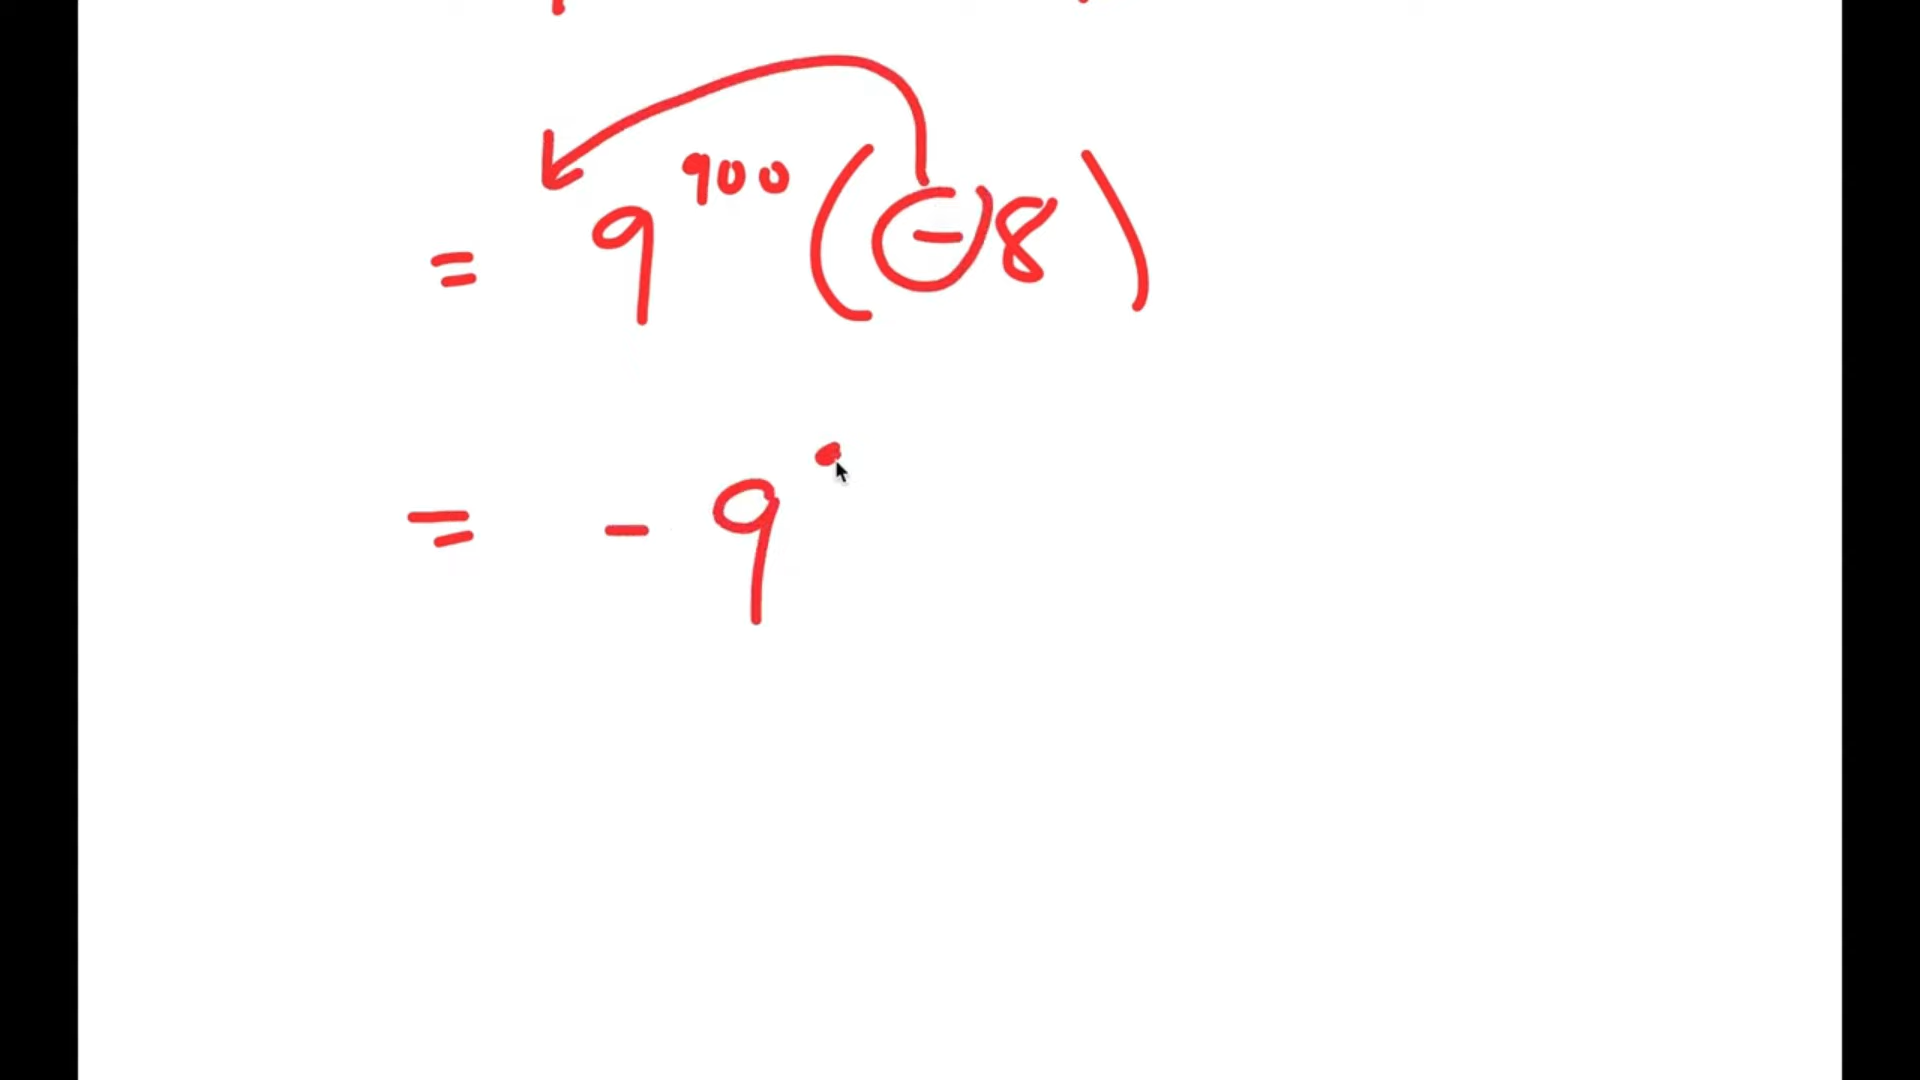 = 9^900 (-8)
= - 9